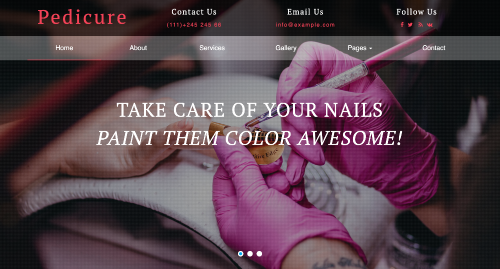 Pedicure
Contact Us
Email Us
Follow Us
(111)+245 245 66
info@example.com
Home
About
Services
Gallery
Pages
Contact
TAKE CARE OF YOUR NAILS
PAINT THEM COLOR AWESOME!